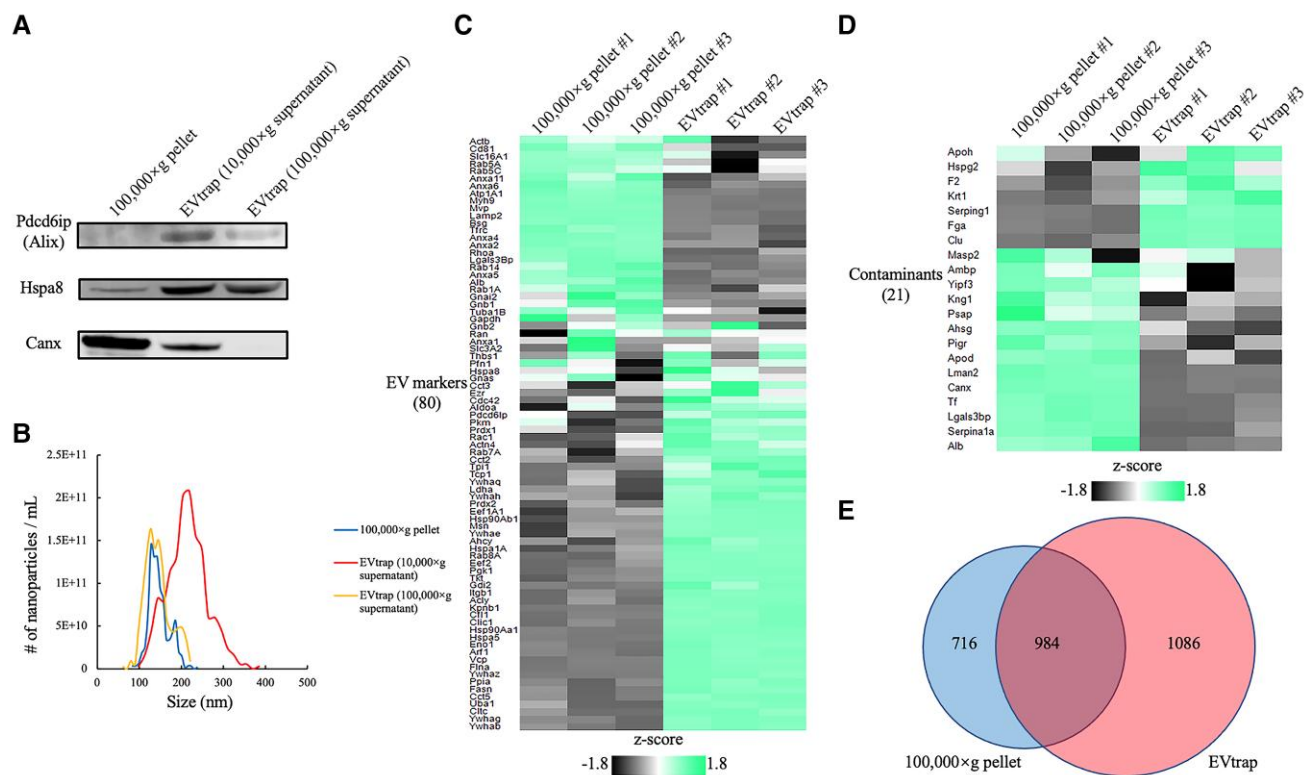 A
100,000×g pellet
EVtrap (10,000×g supernatant)
EVtrap (100,000×g supernatant)
Pdcd6ip
(Alix)
Hspa8
Canx
B
# of nanoparticles / mL
2.5E+11
2.0E+11
1.5E+11
1.0E+11
5.0E+10
0
0 100 200 300 400 500
Size (nm)
100,000×g pellet
EVtrap (10,000×g
supernatant)
EVtrap (100,000×g
supernatant)
C
100,000×g pellet #1
100,000×g pellet #2
100,000×g pellet #3
EVtrap #1
EVtrap #2
EVtrap #3
EV markers
(80)
Actb
Cd81
Slc16A1
Rab5A
Rab5C
Anxa11
Anxa6
Atp1A1
Myh9
Mvp
Lamp2
Bsg
Tfrc
Anxa4
Anxa2
Rhoa
Lgals3Bp
Rab14
Anxa5
Alb
Rab1A
Gnai2
Gnb1
Tuba1B
Gapdh
Gnb2
Ran
Anxa1
Slc3A2
Thbs1
Pfn1
Hspa8
Gnas
Cct3
Ezr
Cdc42
Aldoa
Pdcd6Ip
Pkm
Prdx1
Rac1
Actn4
Rab7A
Cct2
Tpi1
Tcp1
Ywhaq
Ldha
Ywhah
Prdx2
Eef1A1
Hsp90Ab1
Msn
Ywhae
Ahcy
Hspa1A
Rab8A
Eef2
Pgk1
Tkt
Gdi2
Itgb1
Acly
Kpnb1
Cfl1
Clic1
Hsp90Aa1
Hspa5
Eno1
Arf1
Vcp
Flna
Ywhaz
Ppia
Fasn
Cct5
Uba1
Cltc
Ywhag
Ywhab
z-score
-1.8 1.8
D
100,000×g pellet #1
100,000×g pellet #2
100,000×g pellet #3
EVtrap #1
EVtrap #2
EVtrap #3
Contaminants
(21)
Apoh
Hspg2
F2
Krt1
Serping1
Fga
Clu
Masp2
Ambp
Yipf3
Kng1
Psap
Ahsg
Pigr
Apod
Lman2
Canx
Tf
Lgals3bp
Serpina1a
Alb
z-score
-1.8 1.8
E
716 984 1086
100,000×g pellet
EVtrap